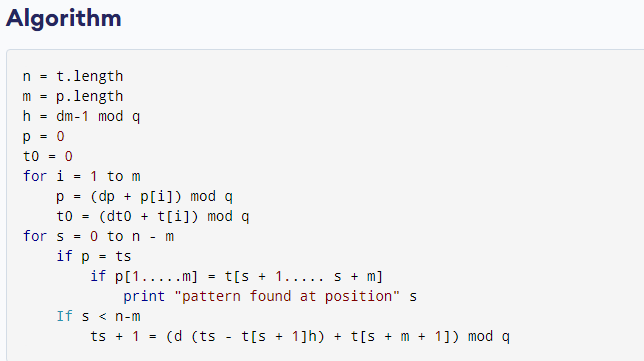 Algorithm
n = t.length
m = p.length
h = dm-1 mod q
p = 0
t0 = 0
for i = 1 to m
    p = (dp + p[i]) mod q
    t0 = (dt0 + t[i]) mod q
for s = 0 to n - m
    if p = ts
        if p[1.....m] = t[s + 1..... s + m]
            print "pattern found at position" s
    If s < n-m
        ts + 1 = (d (ts - t[s + 1]h) + t[s + m + 1]) mod q